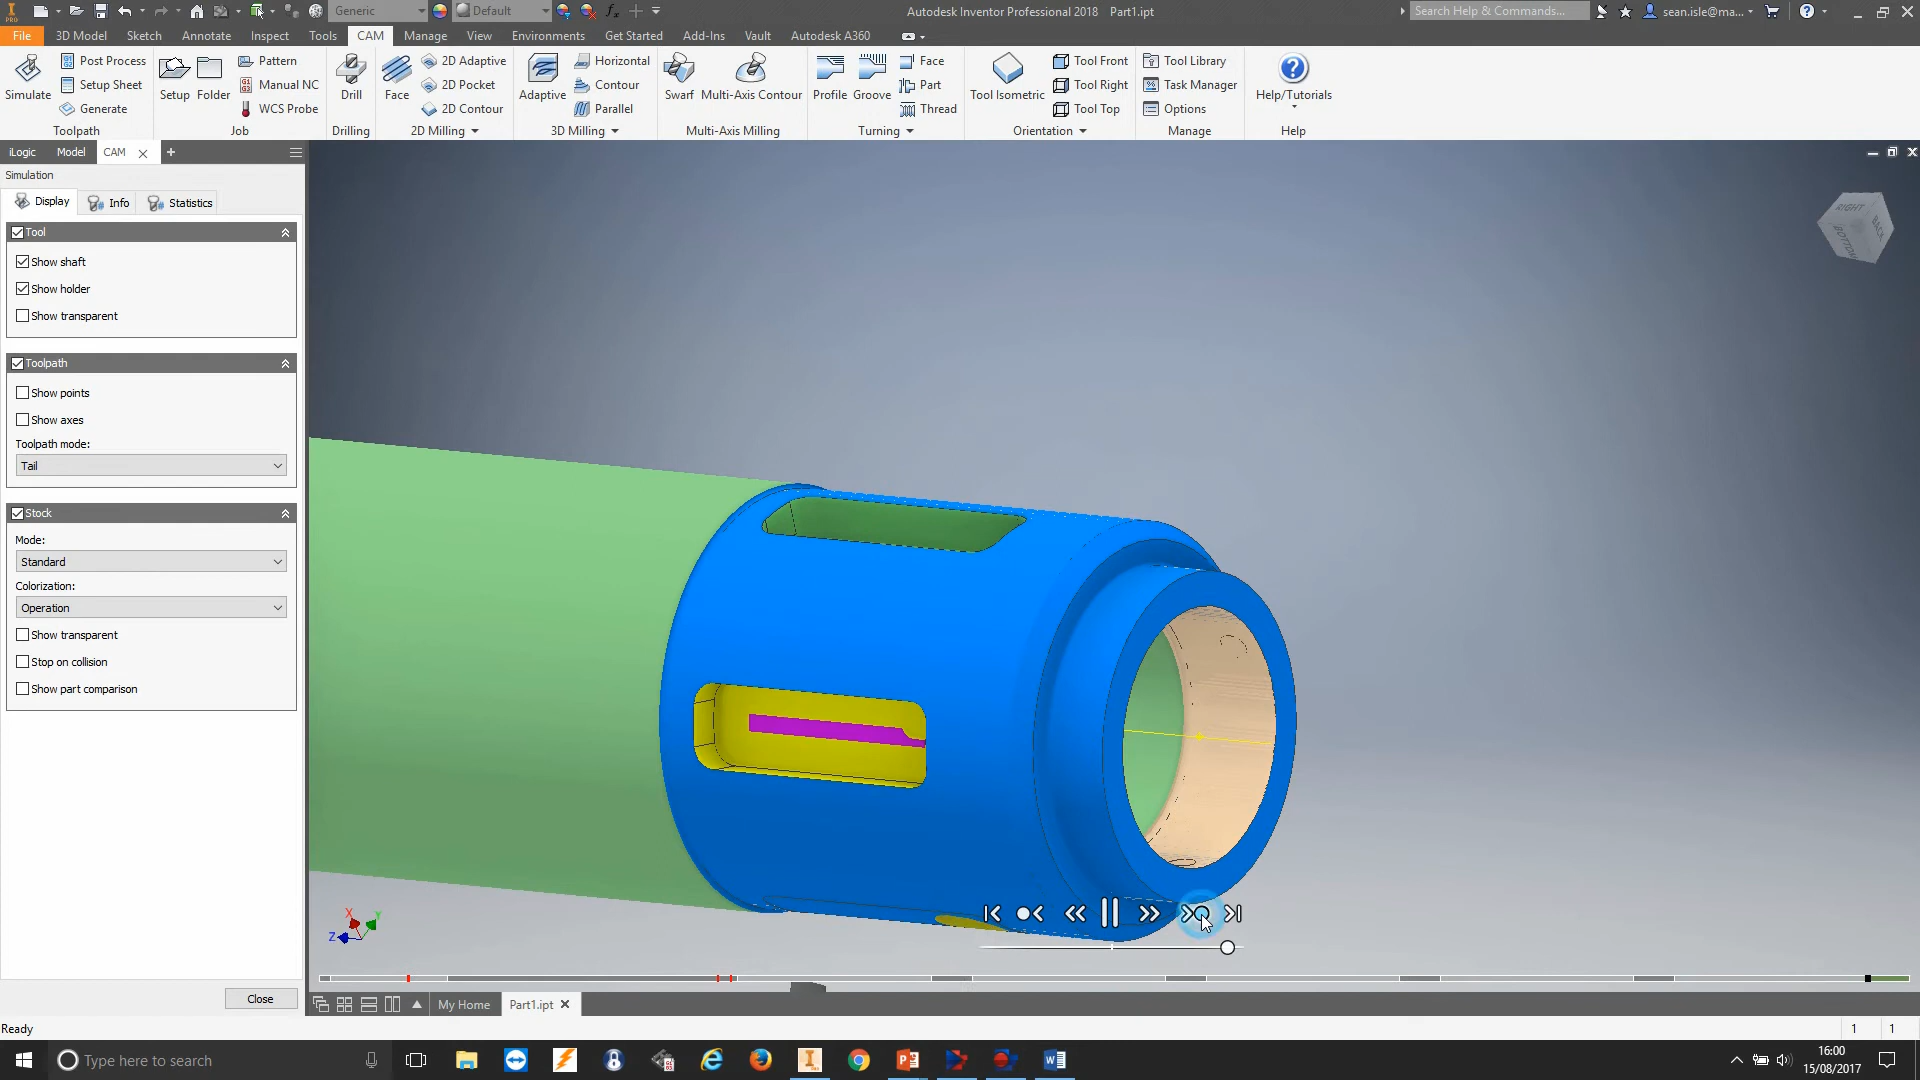 Generic
Default
Autodesk Inventor Professional 2018 Part1.ipt
Search Help & Commands...
sean.isle@ma...
File
3D Model
Sketch
Annotate
Inspect
Tools
CAM
Manage
View
Environments
Get Started
Add-Ins
Vault
Autodesk A360
Simulate
Post Process
Setup Sheet
Generate
Toolpath
Setup
Folder
Pattern
Manual NC
WCS Probe
Job
Drill
Drilling
Face
2D Adaptive
2D Pocket
2D Contour
2D Milling
Adaptive
Horizontal
Contour
Parallel
3D Milling
Swarf
Multi-Axis Contour
Multi-Axis Milling
Profile
Groove
Face
Part
Thread
Turning
Tool Isometric
Tool Front
Tool Right
Tool Top
Orientation
Tool Library
Task Manager
Options
Manage
Help/Tutorials
Help
iLogic
Model
CAM
Simulation
Display
Info
Statistics
Tool
Show shaft
Show holder
Show transparent
Toolpath
Show points
Show axes
Toolpath mode:
Tail
Stock
Mode:
Standard
Colorization:
Operation
Show transparent
Stop on collision
Show part comparison
Close
RIGHT
BACK
BOTTOM
X
Y
Z
My Home
Part1.ipt
Ready
1 1
Type here to search
16:00
15/08/2017